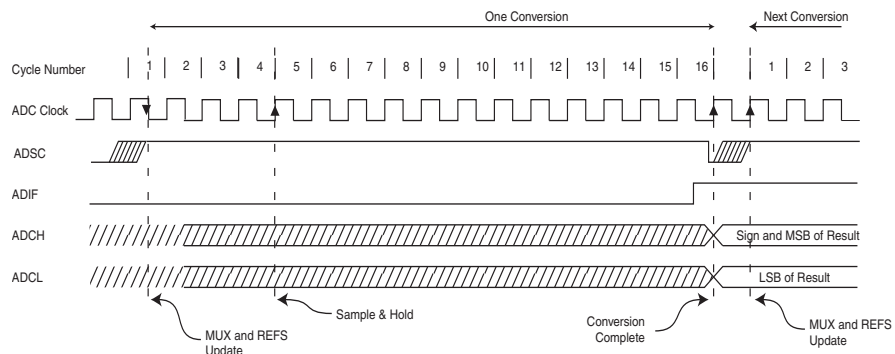 One Conversion
Next Conversion
Cycle Number
1 2 3 4 5 6 7 8 9 10 11 12 13 14 15 16 1 2 3
ADC Clock
ADSC
ADIF
ADCH
Sign and MSB of Result
ADCL
LSB of Result
MUX and REFS
Update
Sample & Hold
Conversion
Complete
MUX and REFS
Update